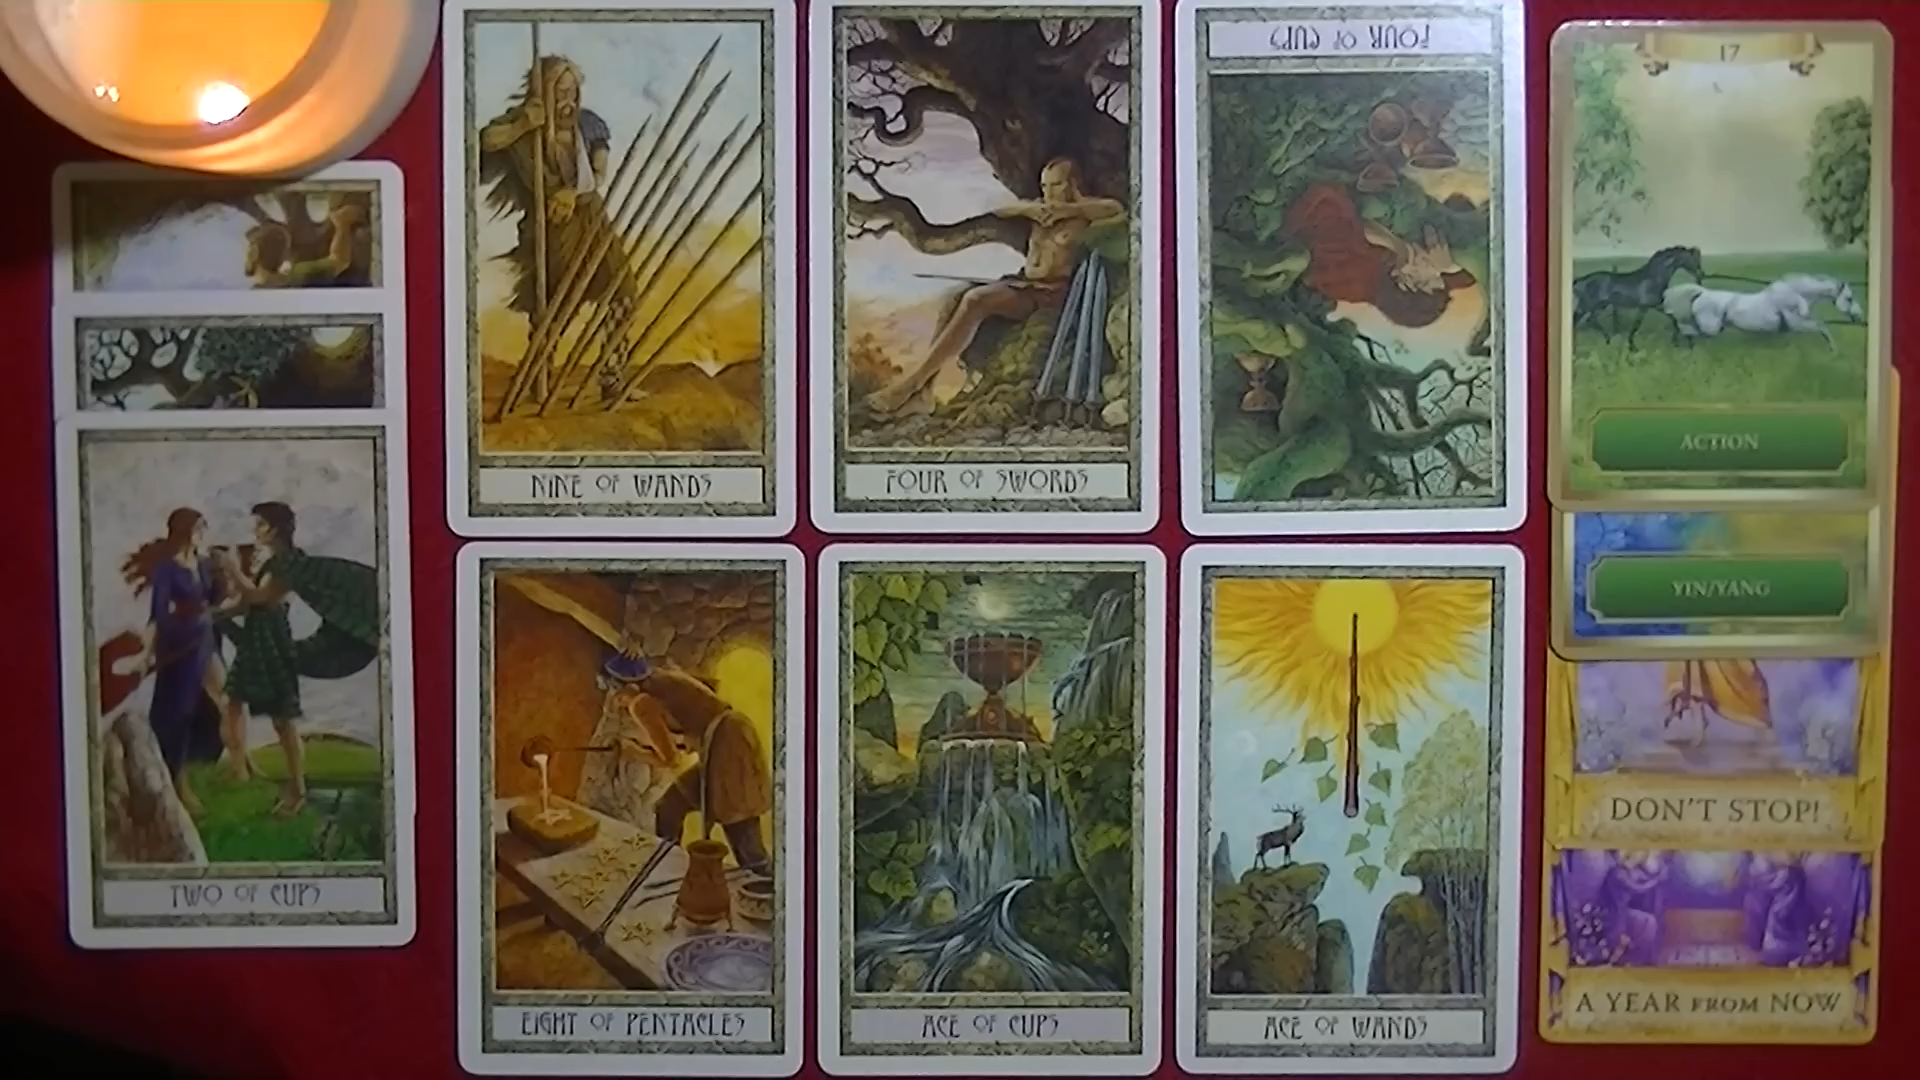 NINE OF WANDS
FOUR OF SWORDS
FOUR OF CUPS
17
ACTION
YIN/YANG
DON'T STOP!
A YEAR FROM NOW
TWO OF CUPS
EIGHT OF PENTACLES
ACE OF CUPS
ACE OF WANDS